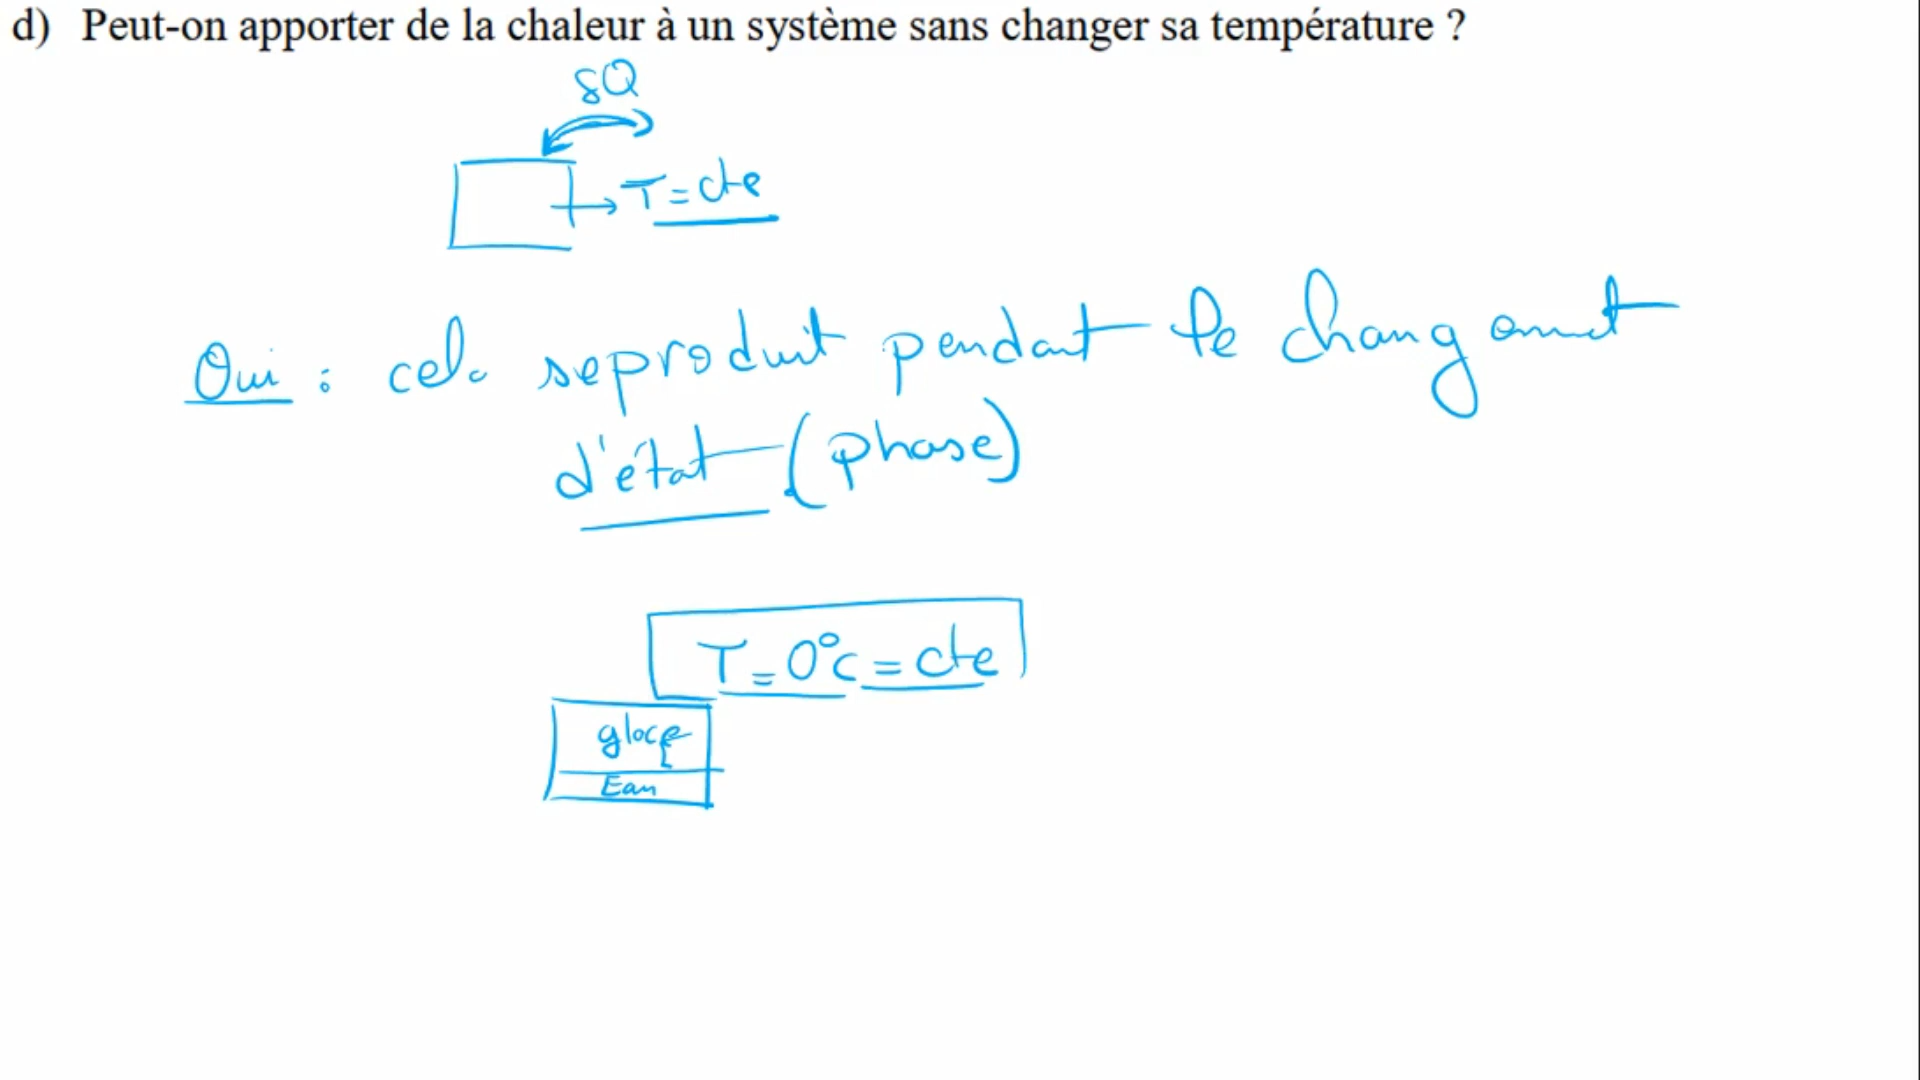 d) Peut-on apporter de la chaleur à un système sans changer sa température ?
δQ
T = cte
Oui : cela se produit pendant le changement
d'état (phase)
T = 0°C = cte
glace
Eau